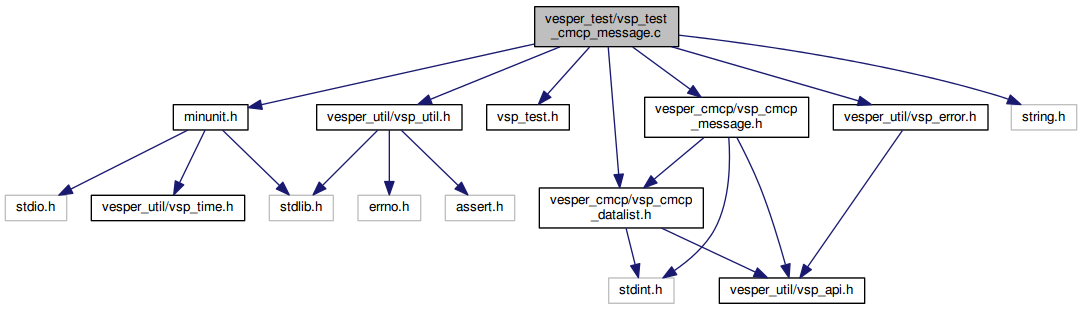 vesper_test/vsp_test
_cmcp_message.c
minunit.h
vesper_util/vsp_util.h
vsp_test.h
vesper_cmcp/vsp_cmcp
_message.h
vesper_util/vsp_error.h
string.h
stdio.h
vesper_util/vsp_time.h
stdlib.h
errno.h
assert.h
vesper_cmcp/vsp_cmcp
_datalist.h
stdint.h
vesper_util/vsp_api.h